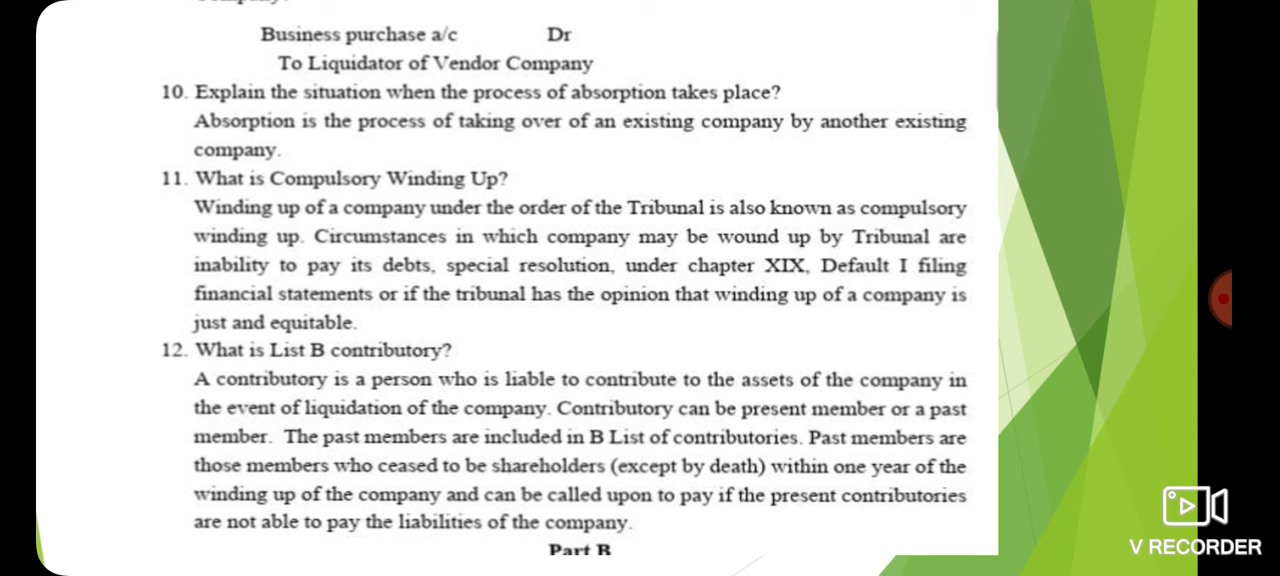 Business purchase a/c Dr
To Liquidator of Vendor Company
10. Explain the situation when the process of absorption takes place?
Absorption is the process of taking over of an existing company by another existing
company.
11. What is Compulsory Winding Up?
Winding up of a company under the order of the Tribunal is also known as compulsory
winding up. Circumstances in which company may be wound up by Tribunal are
inability to pay its debts, special resolution, under chapter XIX, Default I filing
financial statements or if the tribunal has the opinion that winding up of a company is
just and equitable.
12. What is List B contributory?
A contributory is a person who is liable to contribute to the assets of the company in
the event of liquidation of the company. Contributory can be present member or a past
member. The past members are included in B List of contributories. Past members are
those members who ceased to be shareholders (except by death) within one year of the
winding up of the company and can be called upon to pay if the present contributories
are not able to pay the liabilities of the company.
Part B
V RECORDER